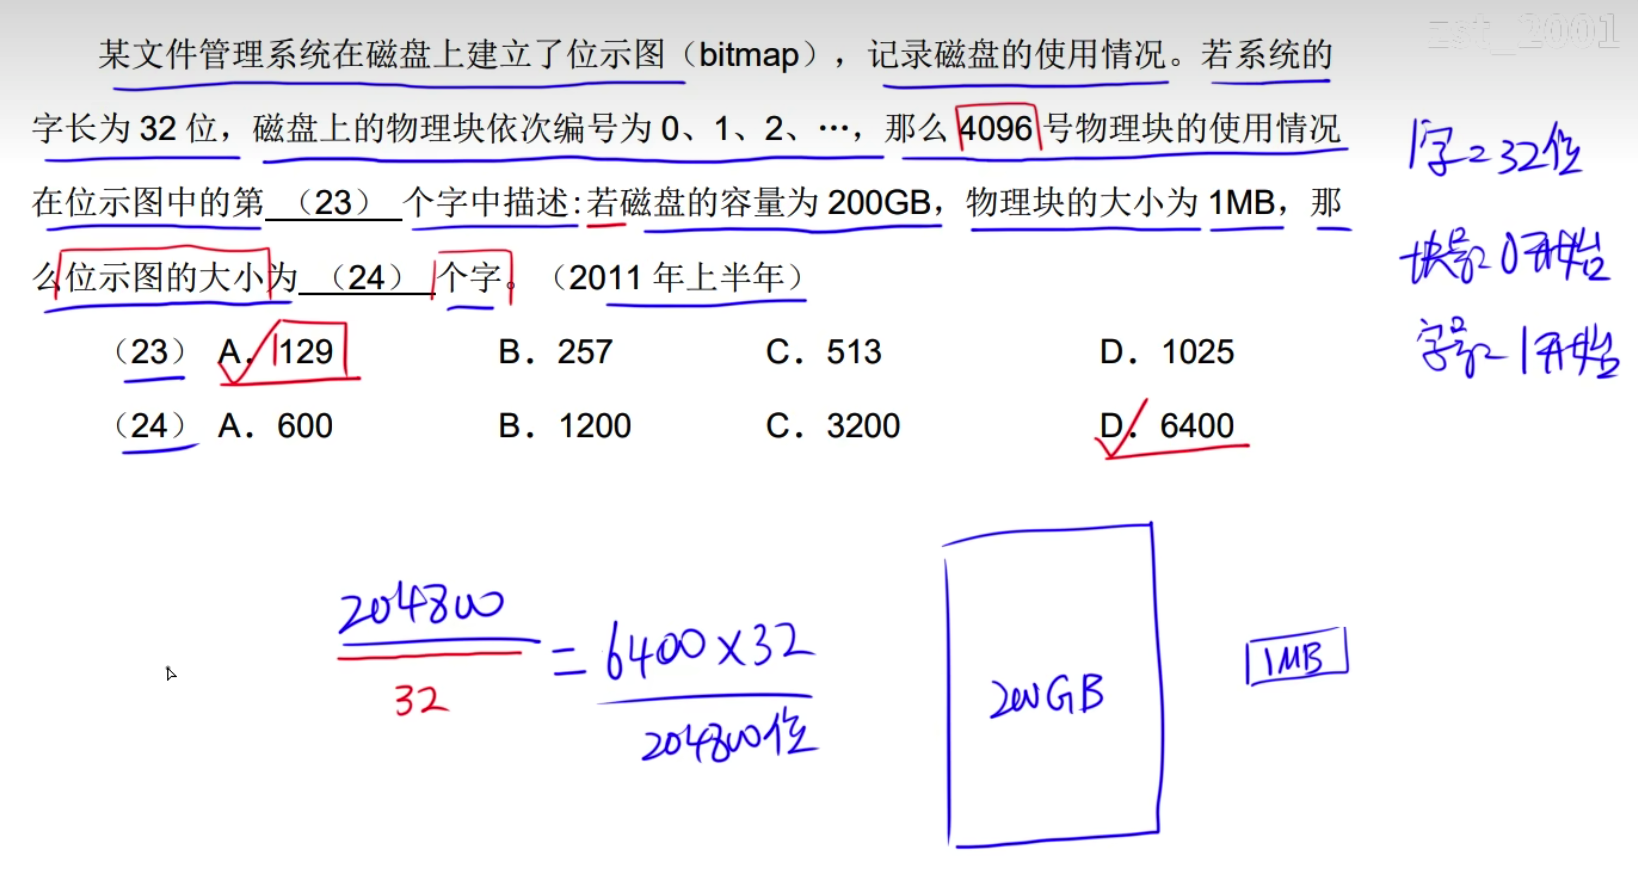 某文件管理系统在磁盘上建立了位示图（bitmap），记录磁盘的使用情况。若系统的
字长为 32 位，磁盘上的物理块依次编号为 0、1、2、…，那么 4096 号物理块的使用情况
在位示图中的第 （23） 个字中描述:若磁盘的容量为 200GB，物理块的大小为 1MB，那
么位示图的大小为 （24） 个字。（2011 年上半年）
（23） A. 129 B. 257 C. 513 D. 1025
（24） A. 600 B. 1200 C. 3200 D. 6400
1字=32位
块号:0开始
字号:1开始
204800
32
= 6400×32
204800位
200GB
1MB